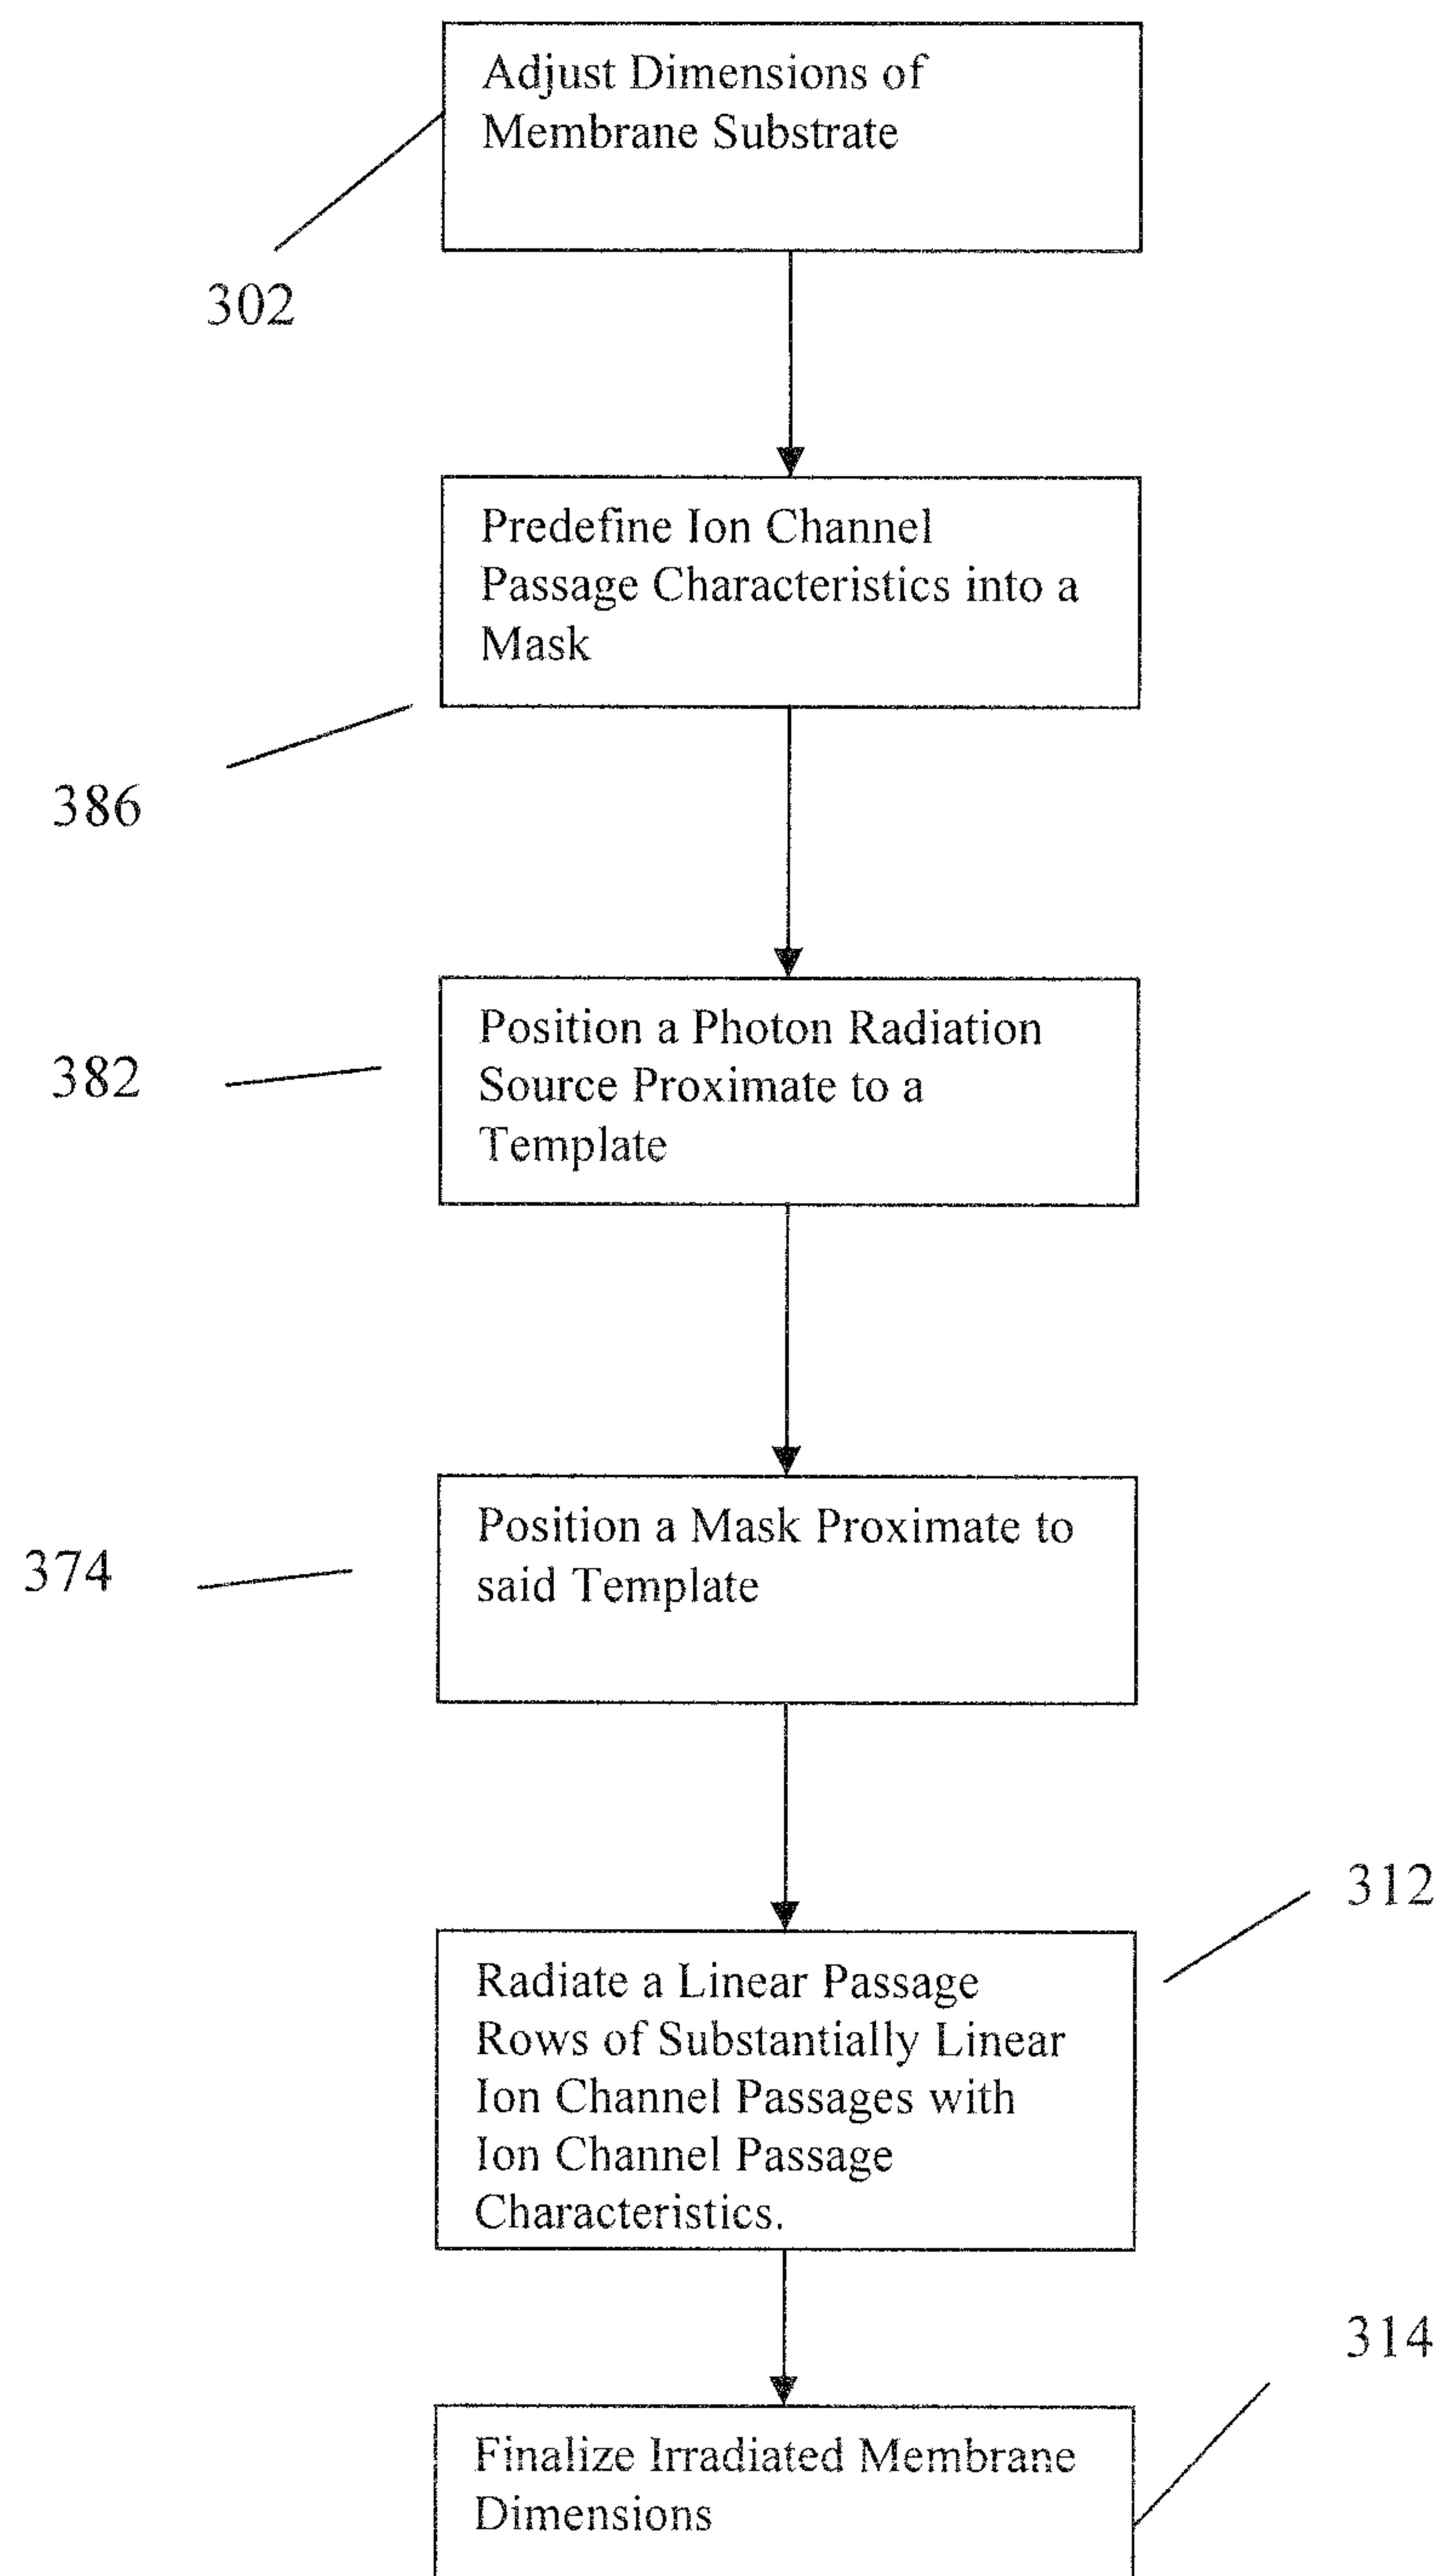 Adjust Dimensions of
Membrane Substrate
302
Predefine Ion Channel
Passage Characteristics into a
Mask
386
Position a Photon Radiation
Source Proximate to a
Template
382
Position a Mask Proximate to
said Template
374
312
Radiate a Linear Passage
Rows of Substantially Linear
Ion Channel Passages with
Ion Channel Passage
Characteristics.
314
Finalize Irradiated Membrane
Dimensions